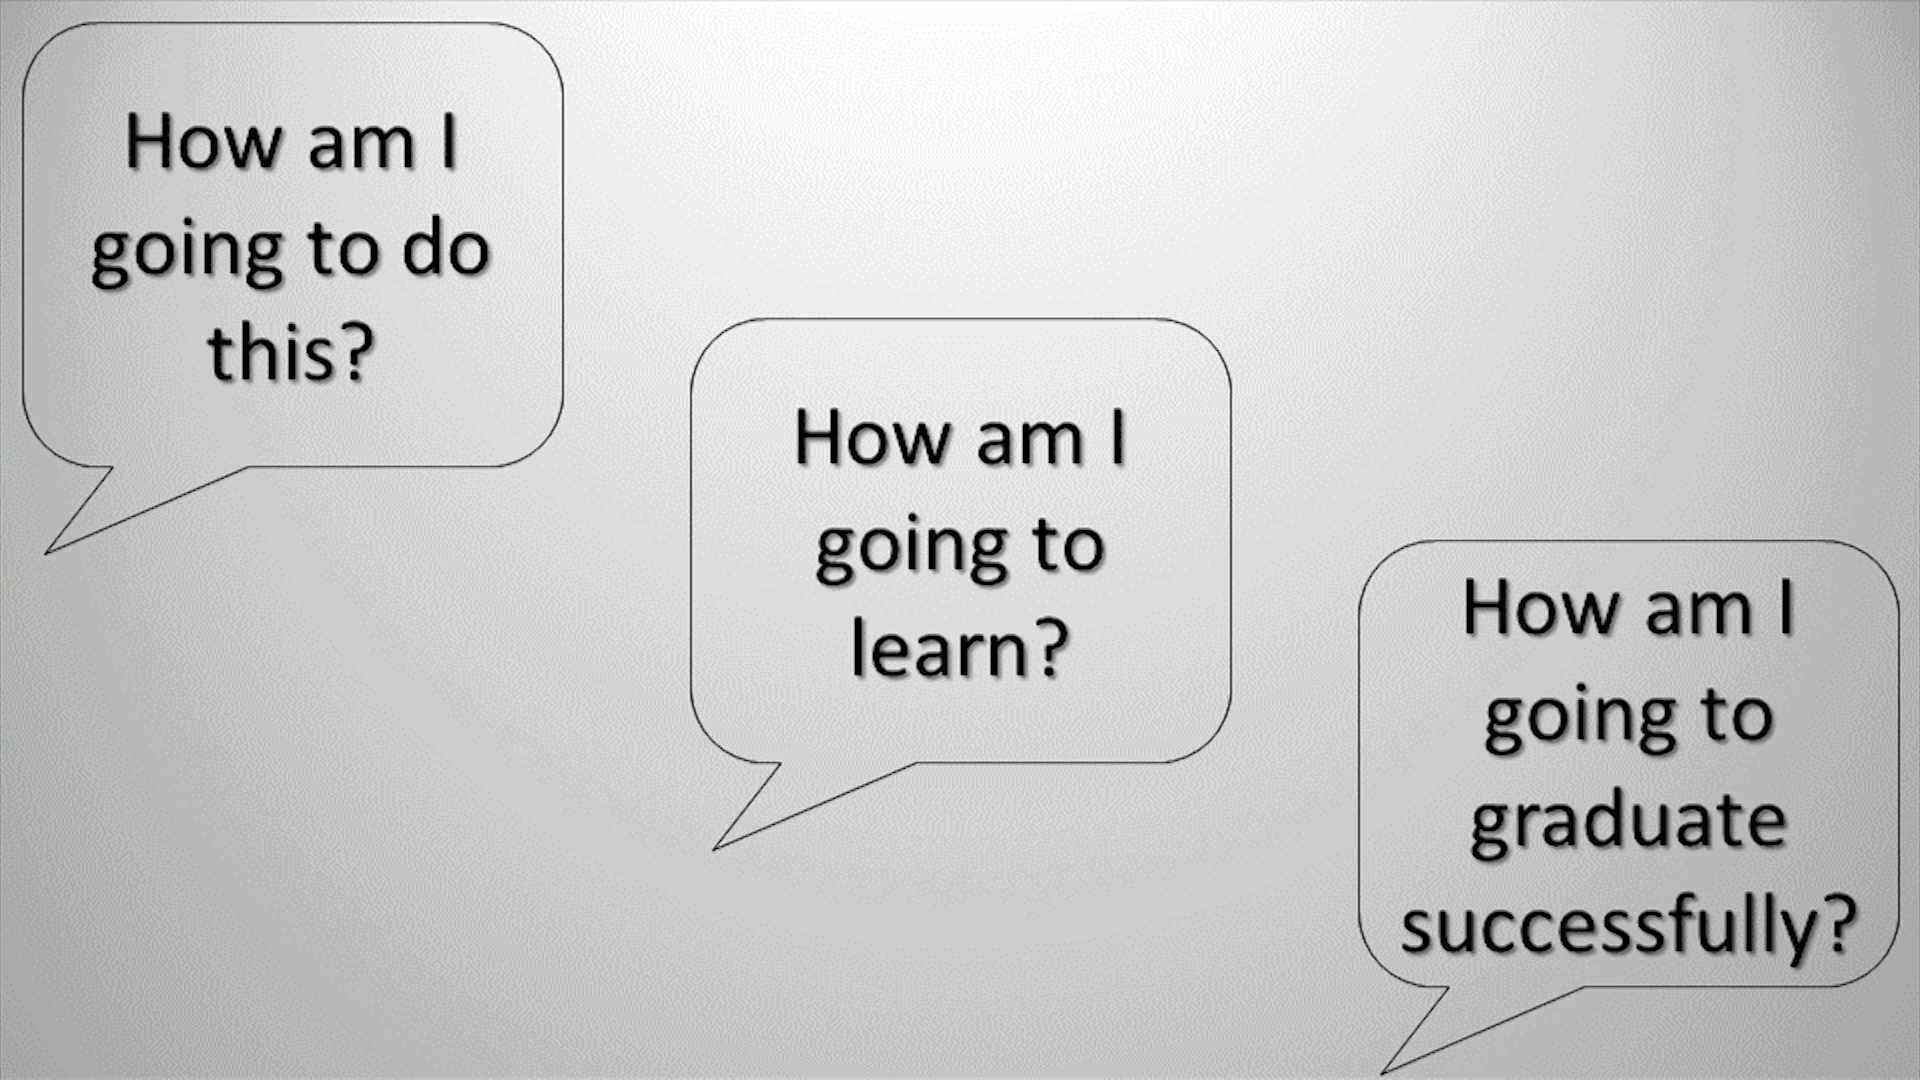 How am I
going to do
this?
How am I
going to
learn?
How am I
going to
graduate
successfully?